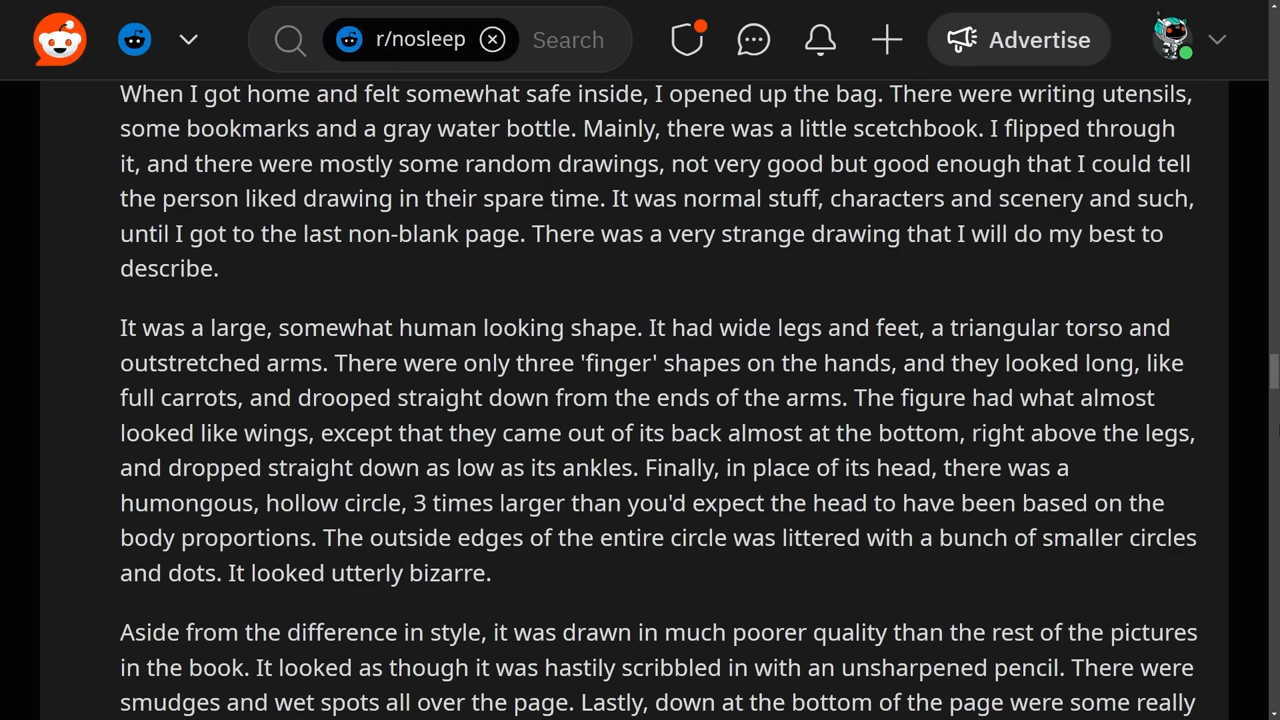 r/nosleep
Search
Advertise
When I got home and felt somewhat safe inside, I opened up the bag. There were writing utensils,
some bookmarks and a gray water bottle. Mainly, there was a little scetchbook. I flipped through
it, and there were mostly some random drawings, not very good but good enough that I could tell
the person liked drawing in their spare time. It was normal stuff, characters and scenery and such,
until I got to the last non-blank page. There was a very strange drawing that I will do my best to
describe.
It was a large, somewhat human looking shape. It had wide legs and feet, a triangular torso and
outstretched arms. There were only three 'finger' shapes on the hands, and they looked long, like
full carrots, and drooped straight down from the ends of the arms. The figure had what almost
looked like wings, except that they came out of its back almost at the bottom, right above the legs,
and dropped straight down as low as its ankles. Finally, in place of its head, there was a
humongous, hollow circle, 3 times larger than you'd expect the head to have been based on the
body proportions. The outside edges of the entire circle was littered with a bunch of smaller circles
and dots. It looked utterly bizarre.
Aside from the difference in style, it was drawn in much poorer quality than the rest of the pictures
in the book. It looked as though it was hastily scribbled in with an unsharpened pencil. There were
smudges and wet spots all over the page. Lastly, down at the bottom of the page were some really